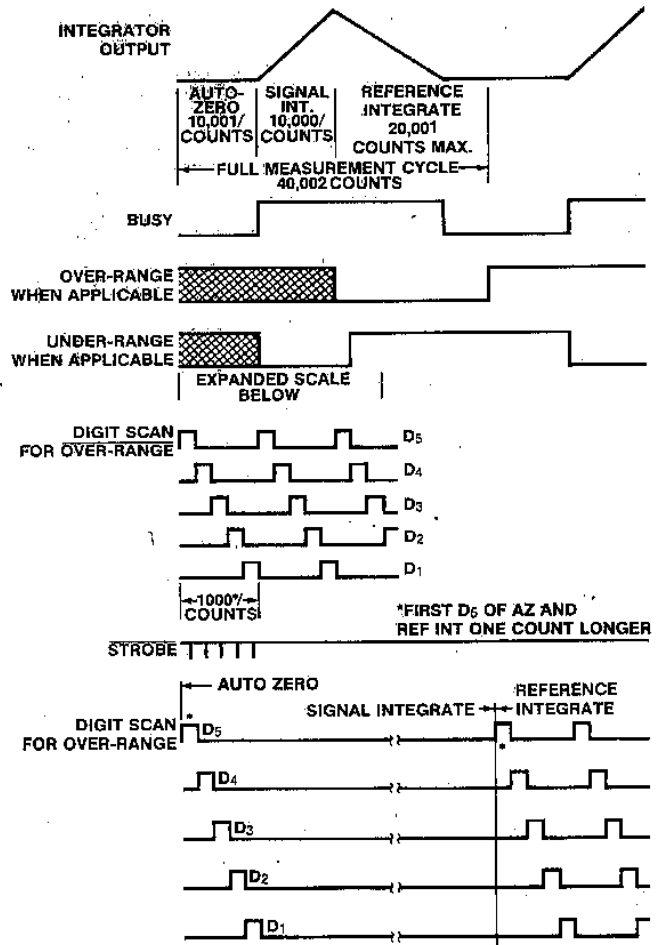 INTEGRATOR
OUTPUT
AUTO-
ZERO
10,001/
COUNTS
SIGNAL
INT.
10,000/
COUNTS
REFERENCE
INTEGRATE
20,001
COUNTS MAX.
FULL MEASUREMENT CYCLE
40,002 COUNTS
BUSY
OVER-RANGE
WHEN APPLICABLE
UNDER-RANGE
WHEN APPLICABLE
EXPANDED SCALE
BELOW
DIGIT SCAN
FOR OVER-RANGE
D5
D4
D3
D2
D1
1000*/
COUNTS
*FIRST D5 OF AZ AND
REF INT ONE COUNT LONGER
STROBE
AUTO ZERO
SIGNAL INTEGRATE
REFERENCE
INTEGRATE
DIGIT SCAN
FOR OVER-RANGE
* D5
*
D4
D3
D2
D1